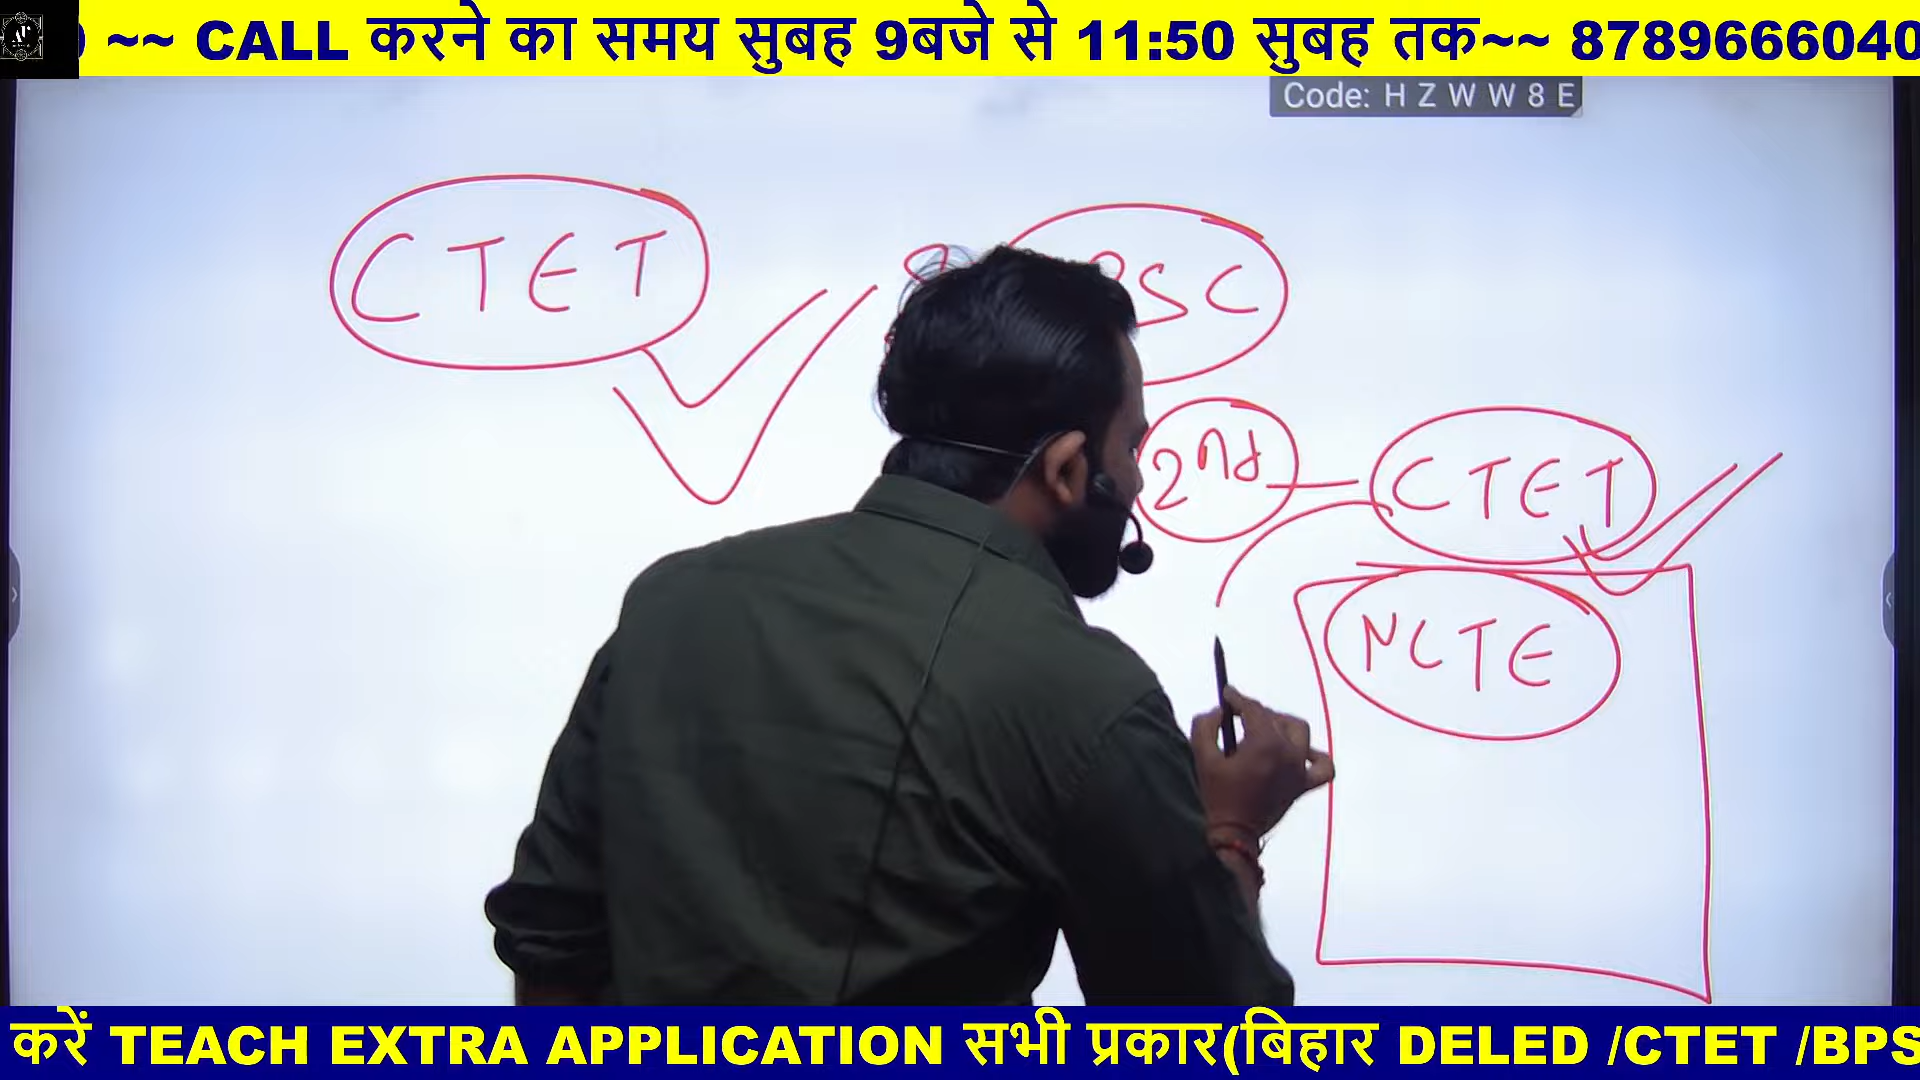 ~~ CALL करने का समय सुबह 9बजे से 11:50 सुबह तक~~ 8789666040
Code: H Z W W 8 E
CTET
PSC
2nd — CTET
NCTE
करें TEACH EXTRA APPLICATION सभी प्रकार(बिहार DELED /CTET /BPS